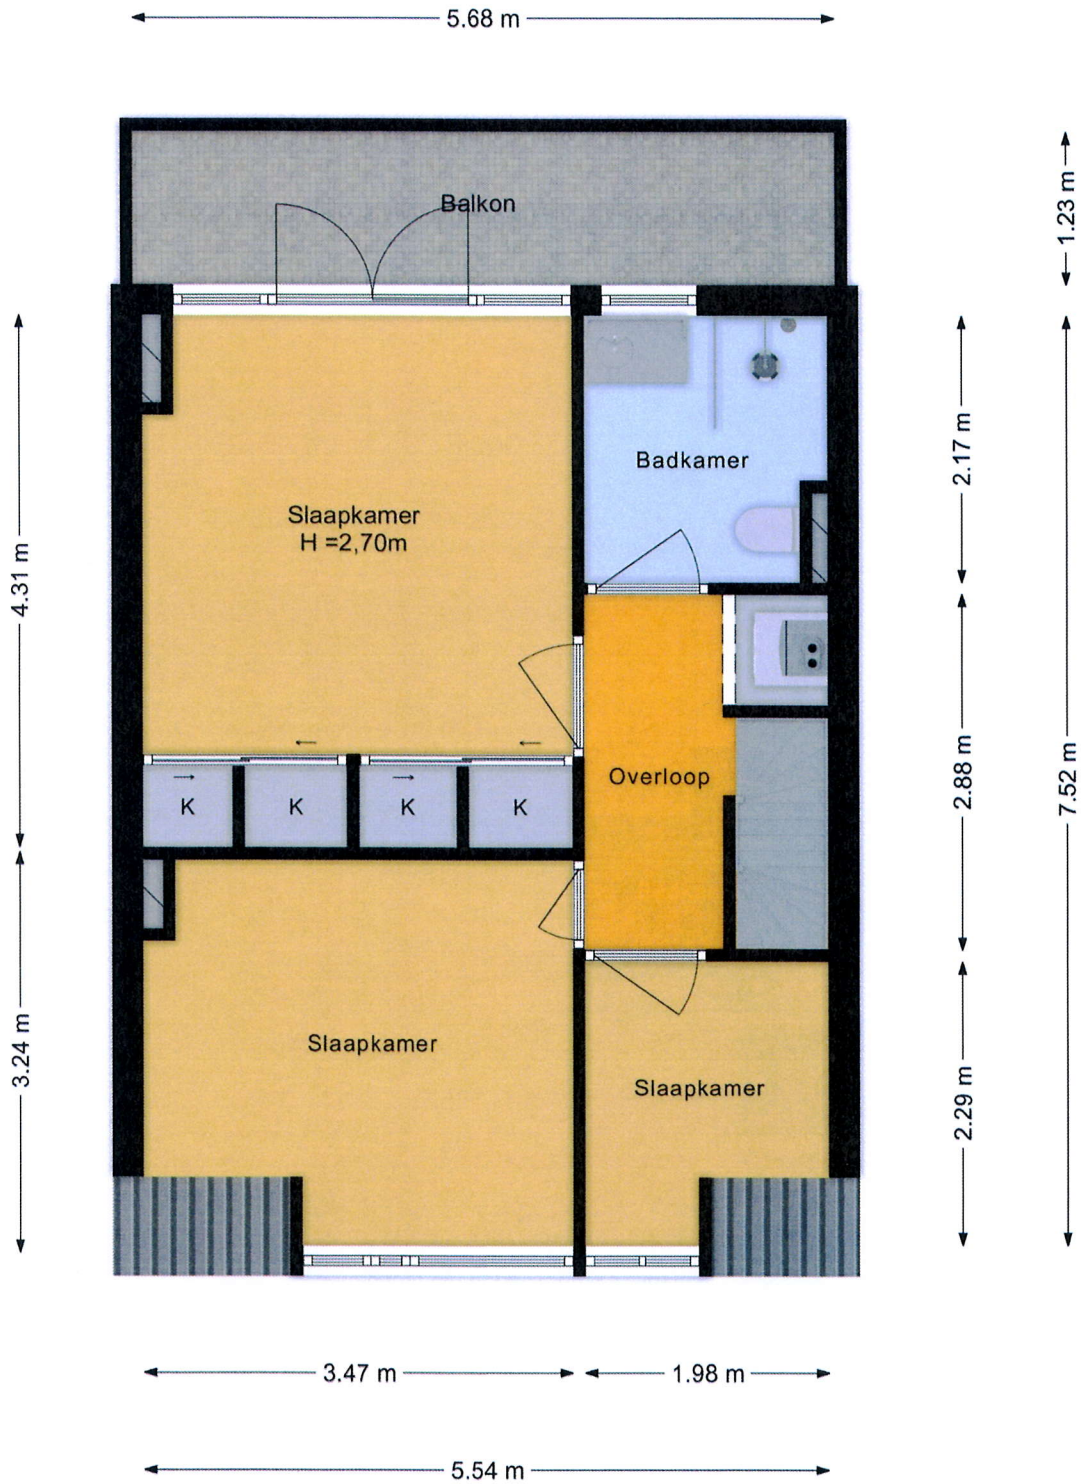 5.68 m
Balkon
1.23 m
Slaapkamer
H =2,70m
Badkamer
2.17 m
4.31 m
Overloop
2.88 m
7.52 m
K
K
K
K
Slaapkamer
Slaapkamer
3.24 m
2.29 m
3.47 m
1.98 m
5.54 m